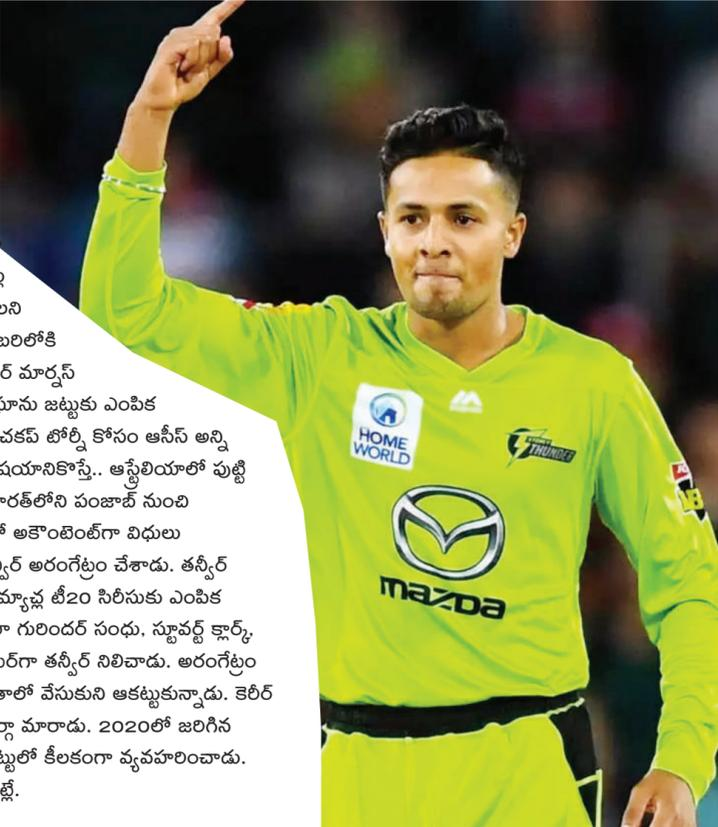 లని
బరిలోకి
ర్ మార్నస్
ఘాను జట్టుకు ఎంపిక
చకప్ టోర్నీ కోసం ఆసీస్ అన్ని
షయానికొస్తే.. ఆస్ట్రేలియాలో పుట్టి
ారత్‌లోని పంజాబ్ నుంచి
ో అకౌంటెంట్‌గా విధులు
్వీర్ అరంగేట్రం చేశాడు. తన్వీర్
మ్యాచ్ల టీ20 సిరీసుకు ఎంపిక
ా గురిందర్ సంధు, స్టూవర్ట్ క్లార్క్,
ర్‌గా తన్వీర్ నిలిచాడు. అరంగేట్రం
ాలో వేసుకుని ఆకట్టుకున్నాడు. కెరీర్
ర్గా మారాడు. 2020లో జరిగిన
ట్టులో కీలకంగా వ్యవహరించాడు.
ట్లే.
HOME
WORLD
SYDNEY
THUNDER
mazda